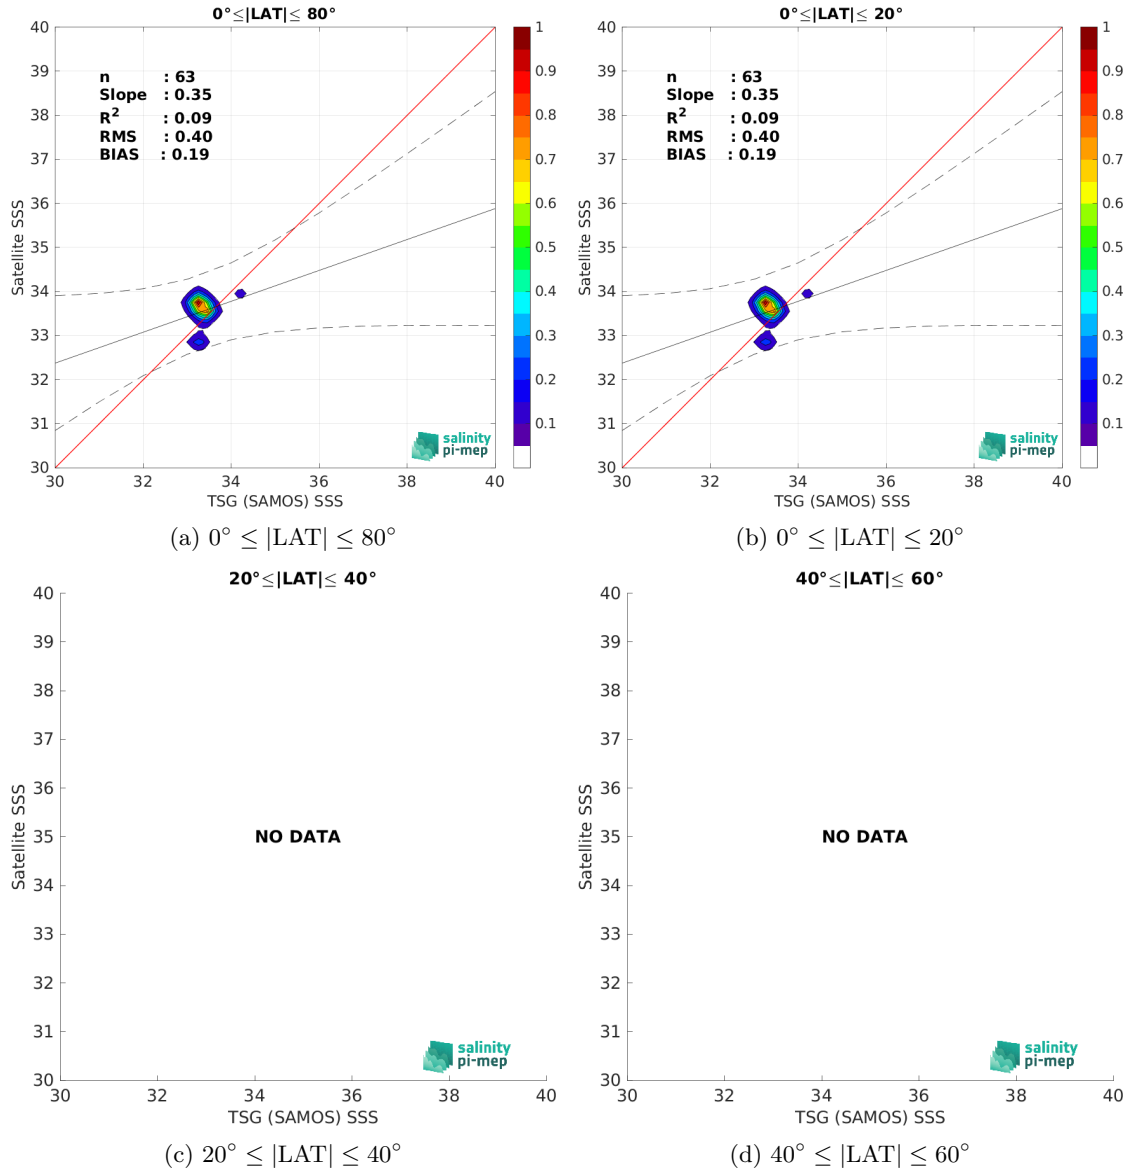 0°≤|LAT|≤ 80°
40
39
38
37
36
35
34
33
32
31
30
Satellite SSS
n : 63
Slope : 0.35
R² : 0.09
RMS : 0.40
BIAS : 0.19
salinity
pi-mep
30 32 34 36 38 40
TSG (SAMOS) SSS
1
0.9
0.8
0.7
0.6
0.5
0.4
0.3
0.2
0.1
(a) 0° ≤ |LAT| ≤ 80°
0°≤|LAT|≤ 20°
40
39
38
37
36
35
34
33
32
31
30
Satellite SSS
n : 63
Slope : 0.35
R² : 0.09
RMS : 0.40
BIAS : 0.19
salinity
pi-mep
30 32 34 36 38 40
TSG (SAMOS) SSS
1
0.9
0.8
0.7
0.6
0.5
0.4
0.3
0.2
0.1
(b) 0° ≤ |LAT| ≤ 20°
20°≤|LAT|≤ 40°
40
39
38
37
36
35
34
33
32
31
30
Satellite SSS
NO DATA
salinity
pi-mep
30 32 34 36 38 40
TSG (SAMOS) SSS
(c) 20° ≤ |LAT| ≤ 40°
40°≤|LAT|≤ 60°
40
39
38
37
36
35
34
33
32
31
30
Satellite SSS
NO DATA
salinity
pi-mep
30 32 34 36 38 40
TSG (SAMOS) SSS
(d) 40° ≤ |LAT| ≤ 60°